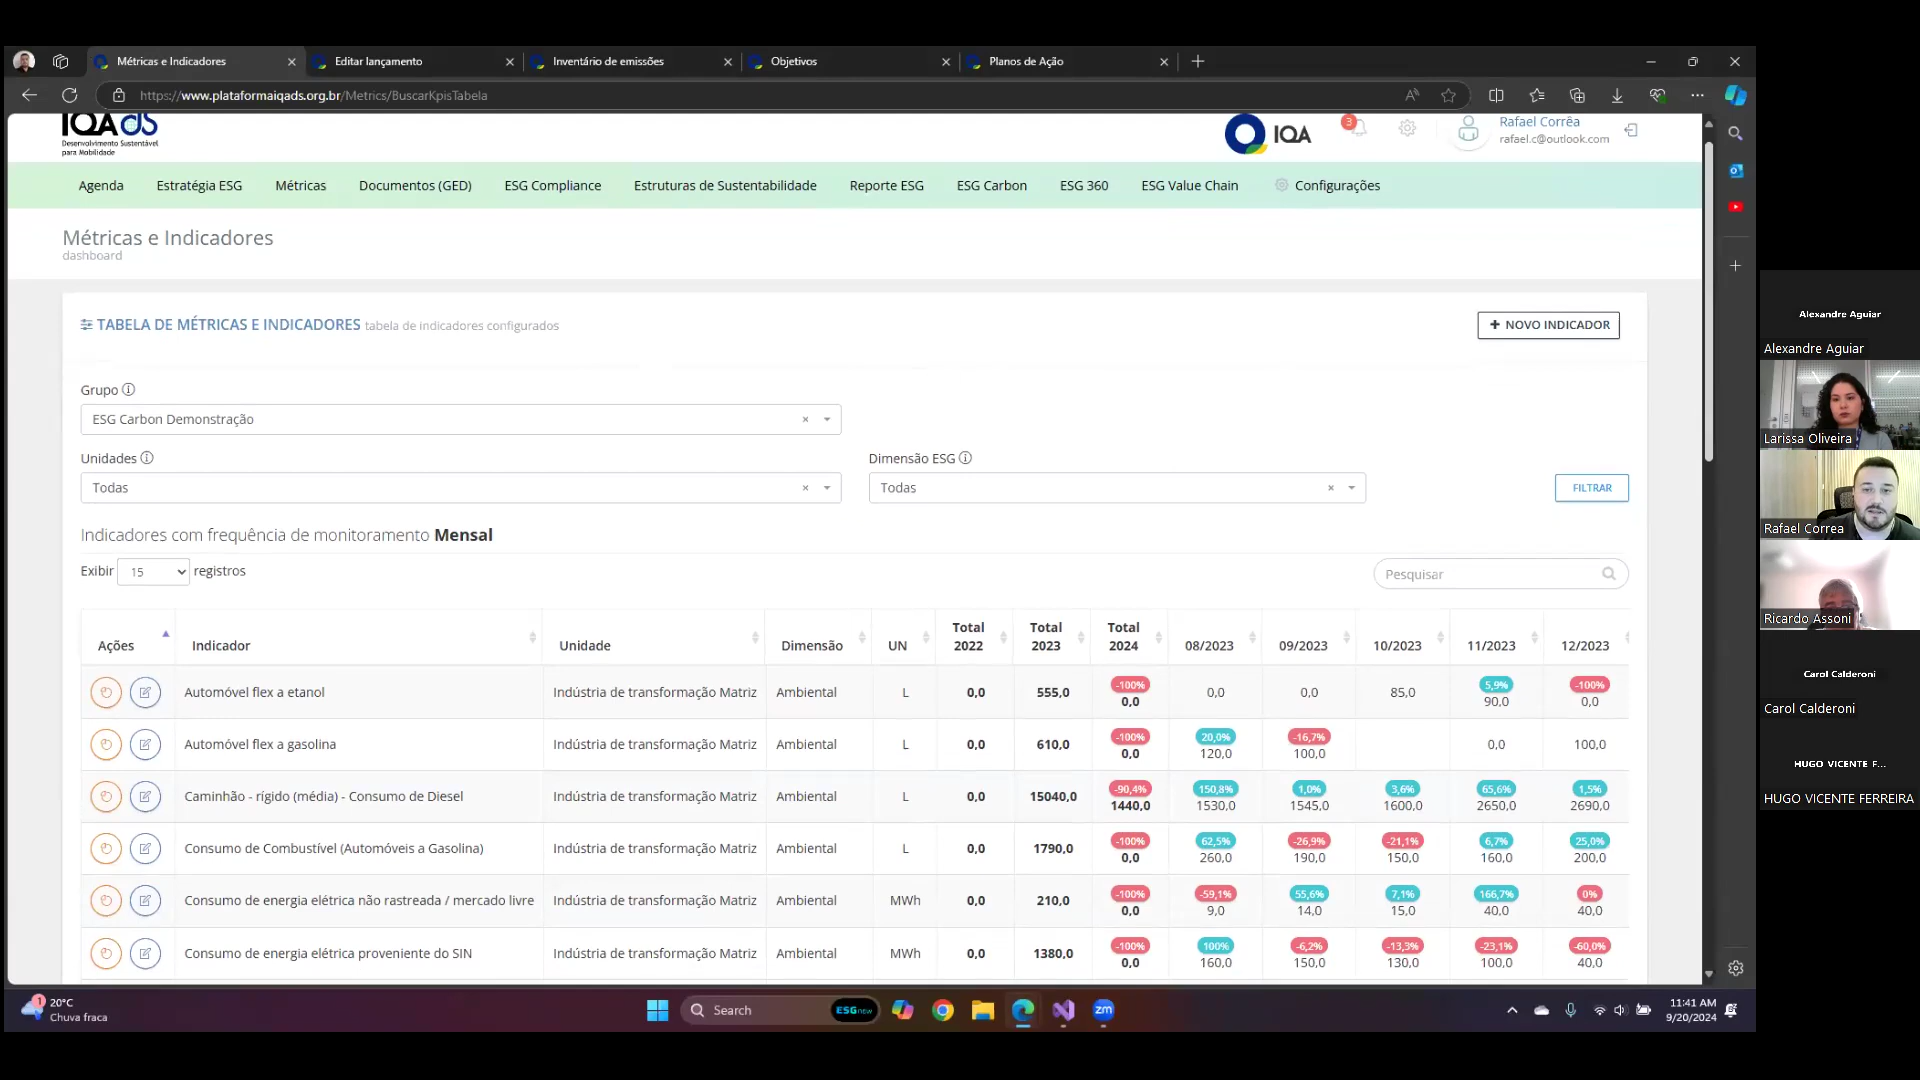 Métricas e Indicadores
Editar lançamento
Inventário de emissões
Objetivos
Planos de Ação
https://www.plataformaiqads.org.br/Metrics/BuscarKpisTabela
IQAds
Desenvolvimento Sustentável
para Mobilidade
IQA
3
Rafael Corrêa
rafael.c@outlook.com
Agenda Estratégia ESG Métricas Documentos (GED) ESG Compliance Estruturas de Sustentabilidade Reporte ESG ESG Carbon ESG 360 ESG Value Chain Configurações
Métricas e Indicadores
dashboard
TABELA DE MÉTRICAS E INDICADORES tabela de indicadores configurados
+ NOVO INDICADOR
Grupo
ESG Carbon Demonstração
Unidades
Todas
Dimensão ESG
Todas
FILTRAR
Indicadores com frequência de monitoramento Mensal
Exibir 15 registros
Pesquisar
Ações Indicador Unidade Dimensão UN Total 2022 Total 2023 Total 2024 08/2023 09/2023 10/2023 11/2023 12/2023
Automóvel flex a etanol Indústria de transformação Matriz Ambiental L 0,0 555,0 -100% 0,0 0,0 0,0 85,0 5,9% 90,0 -100% 0,0
Automóvel flex a gasolina Indústria de transformação Matriz Ambiental L 0,0 610,0 -100% 0,0 20,0% 120,0 -16,7% 100,0 0,0 100,0
Caminhão - rígido (média) - Consumo de Diesel Indústria de transformação Matriz Ambiental L 0,0 15040,0 -90,4% 1440,0 150,8% 1530,0 1,0% 1545,0 3,6% 1600,0 65,6% 2650,0 1,5% 2690,0
Consumo de Combustível (Automóveis a Gasolina) Indústria de transformação Matriz Ambiental L 0,0 1790,0 -100% 0,0 62,5% 260,0 -26,9% 190,0 -21,1% 150,0 6,7% 160,0 25,0% 200,0
Consumo de energia elétrica não rastreada / mercado livre Indústria de transformação Matriz Ambiental MWh 0,0 210,0 -100% 0,0 -59,1% 9,0 55,6% 14,0 7,1% 15,0 166,7% 40,0 0% 40,0
Consumo de energia elétrica proveniente do SIN Indústria de transformação Matriz Ambiental MWh 0,0 1380,0 -100% 0,0 100% 160,0 -6,2% 150,0 -13,3% 130,0 -23,1% 100,0 -60,0% 40,0
1
20°C
Chuva fraca
Search
ESGnow
zm
11:41 AM
9/20/2024
Alexandre Aguiar
Alexandre Aguiar
Larissa Oliveira
Rafael Correa
Ricardo Assoni
Carol Calderoni
Carol Calderoni
HUGO VICENTE F...
HUGO VICENTE FERREIRA